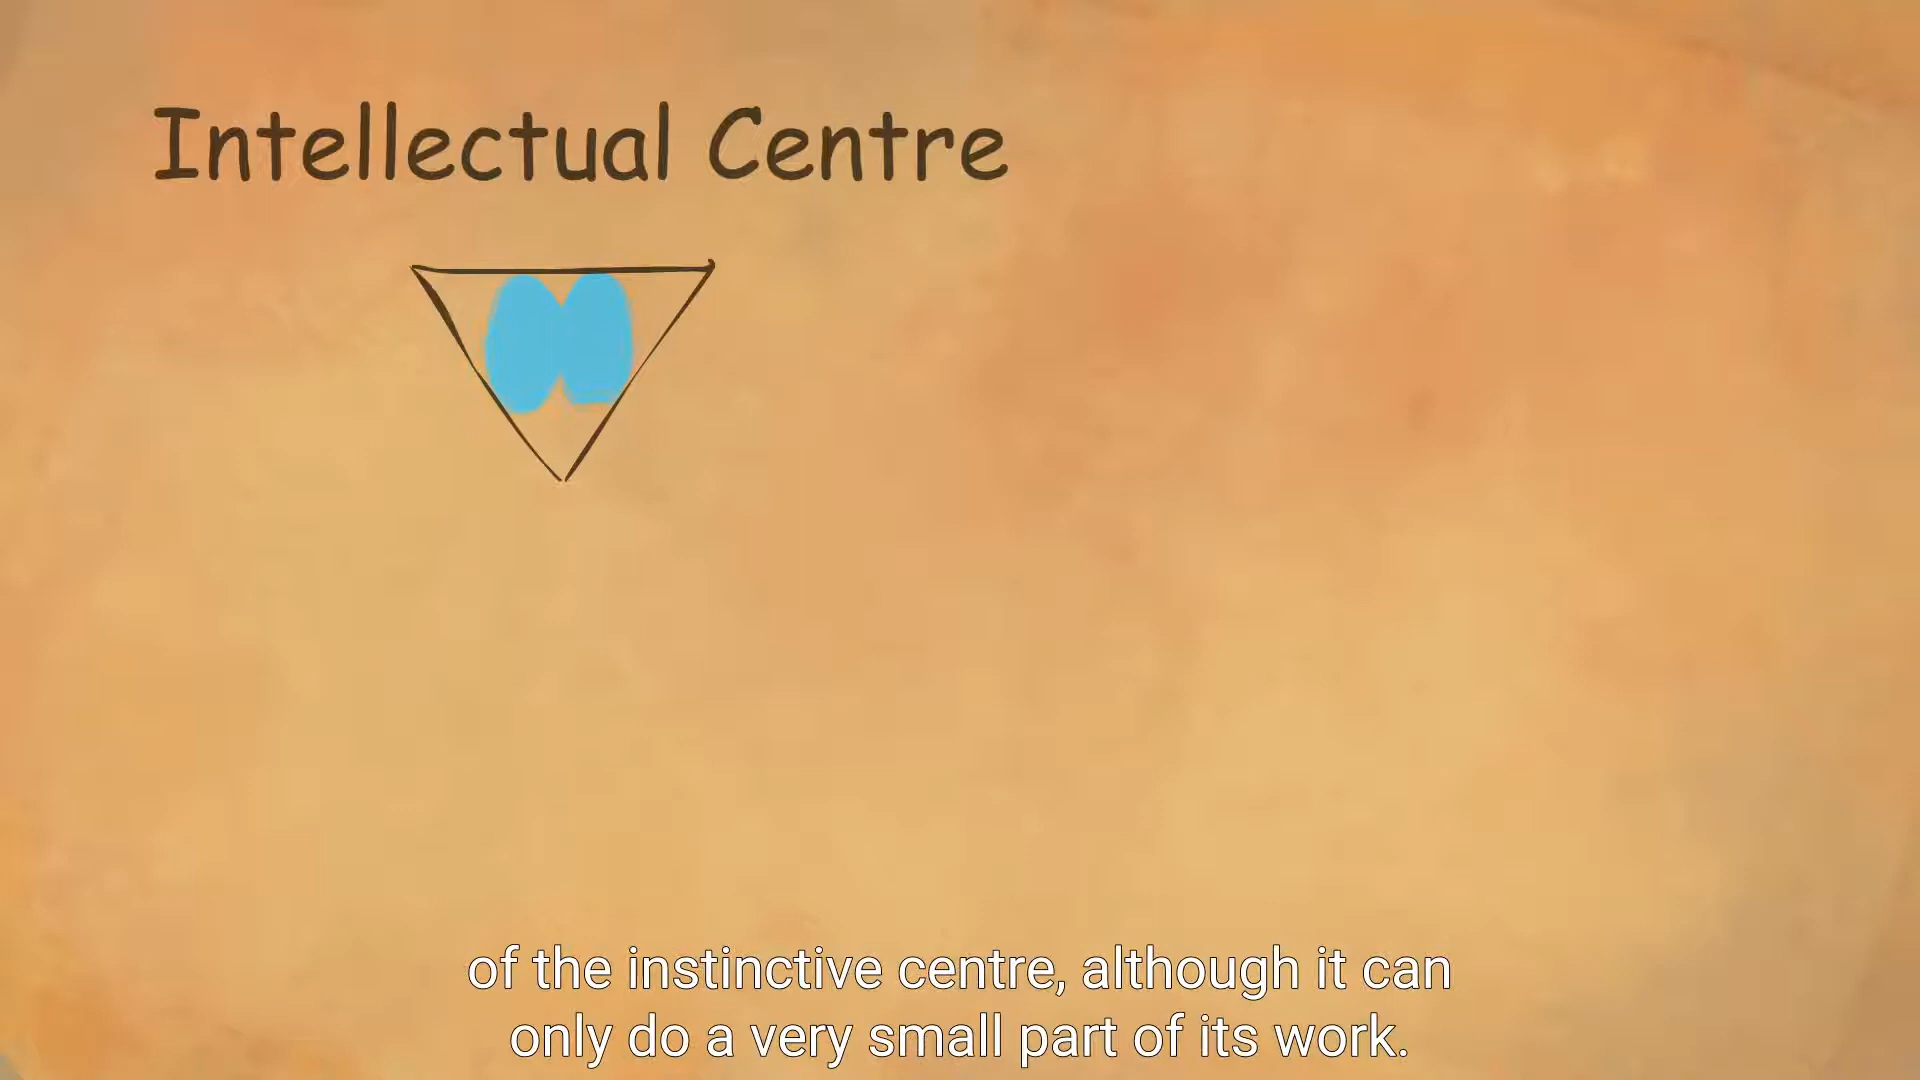 Intellectual Centre
of the instinctive centre, although it can
only do a very small part of its work.